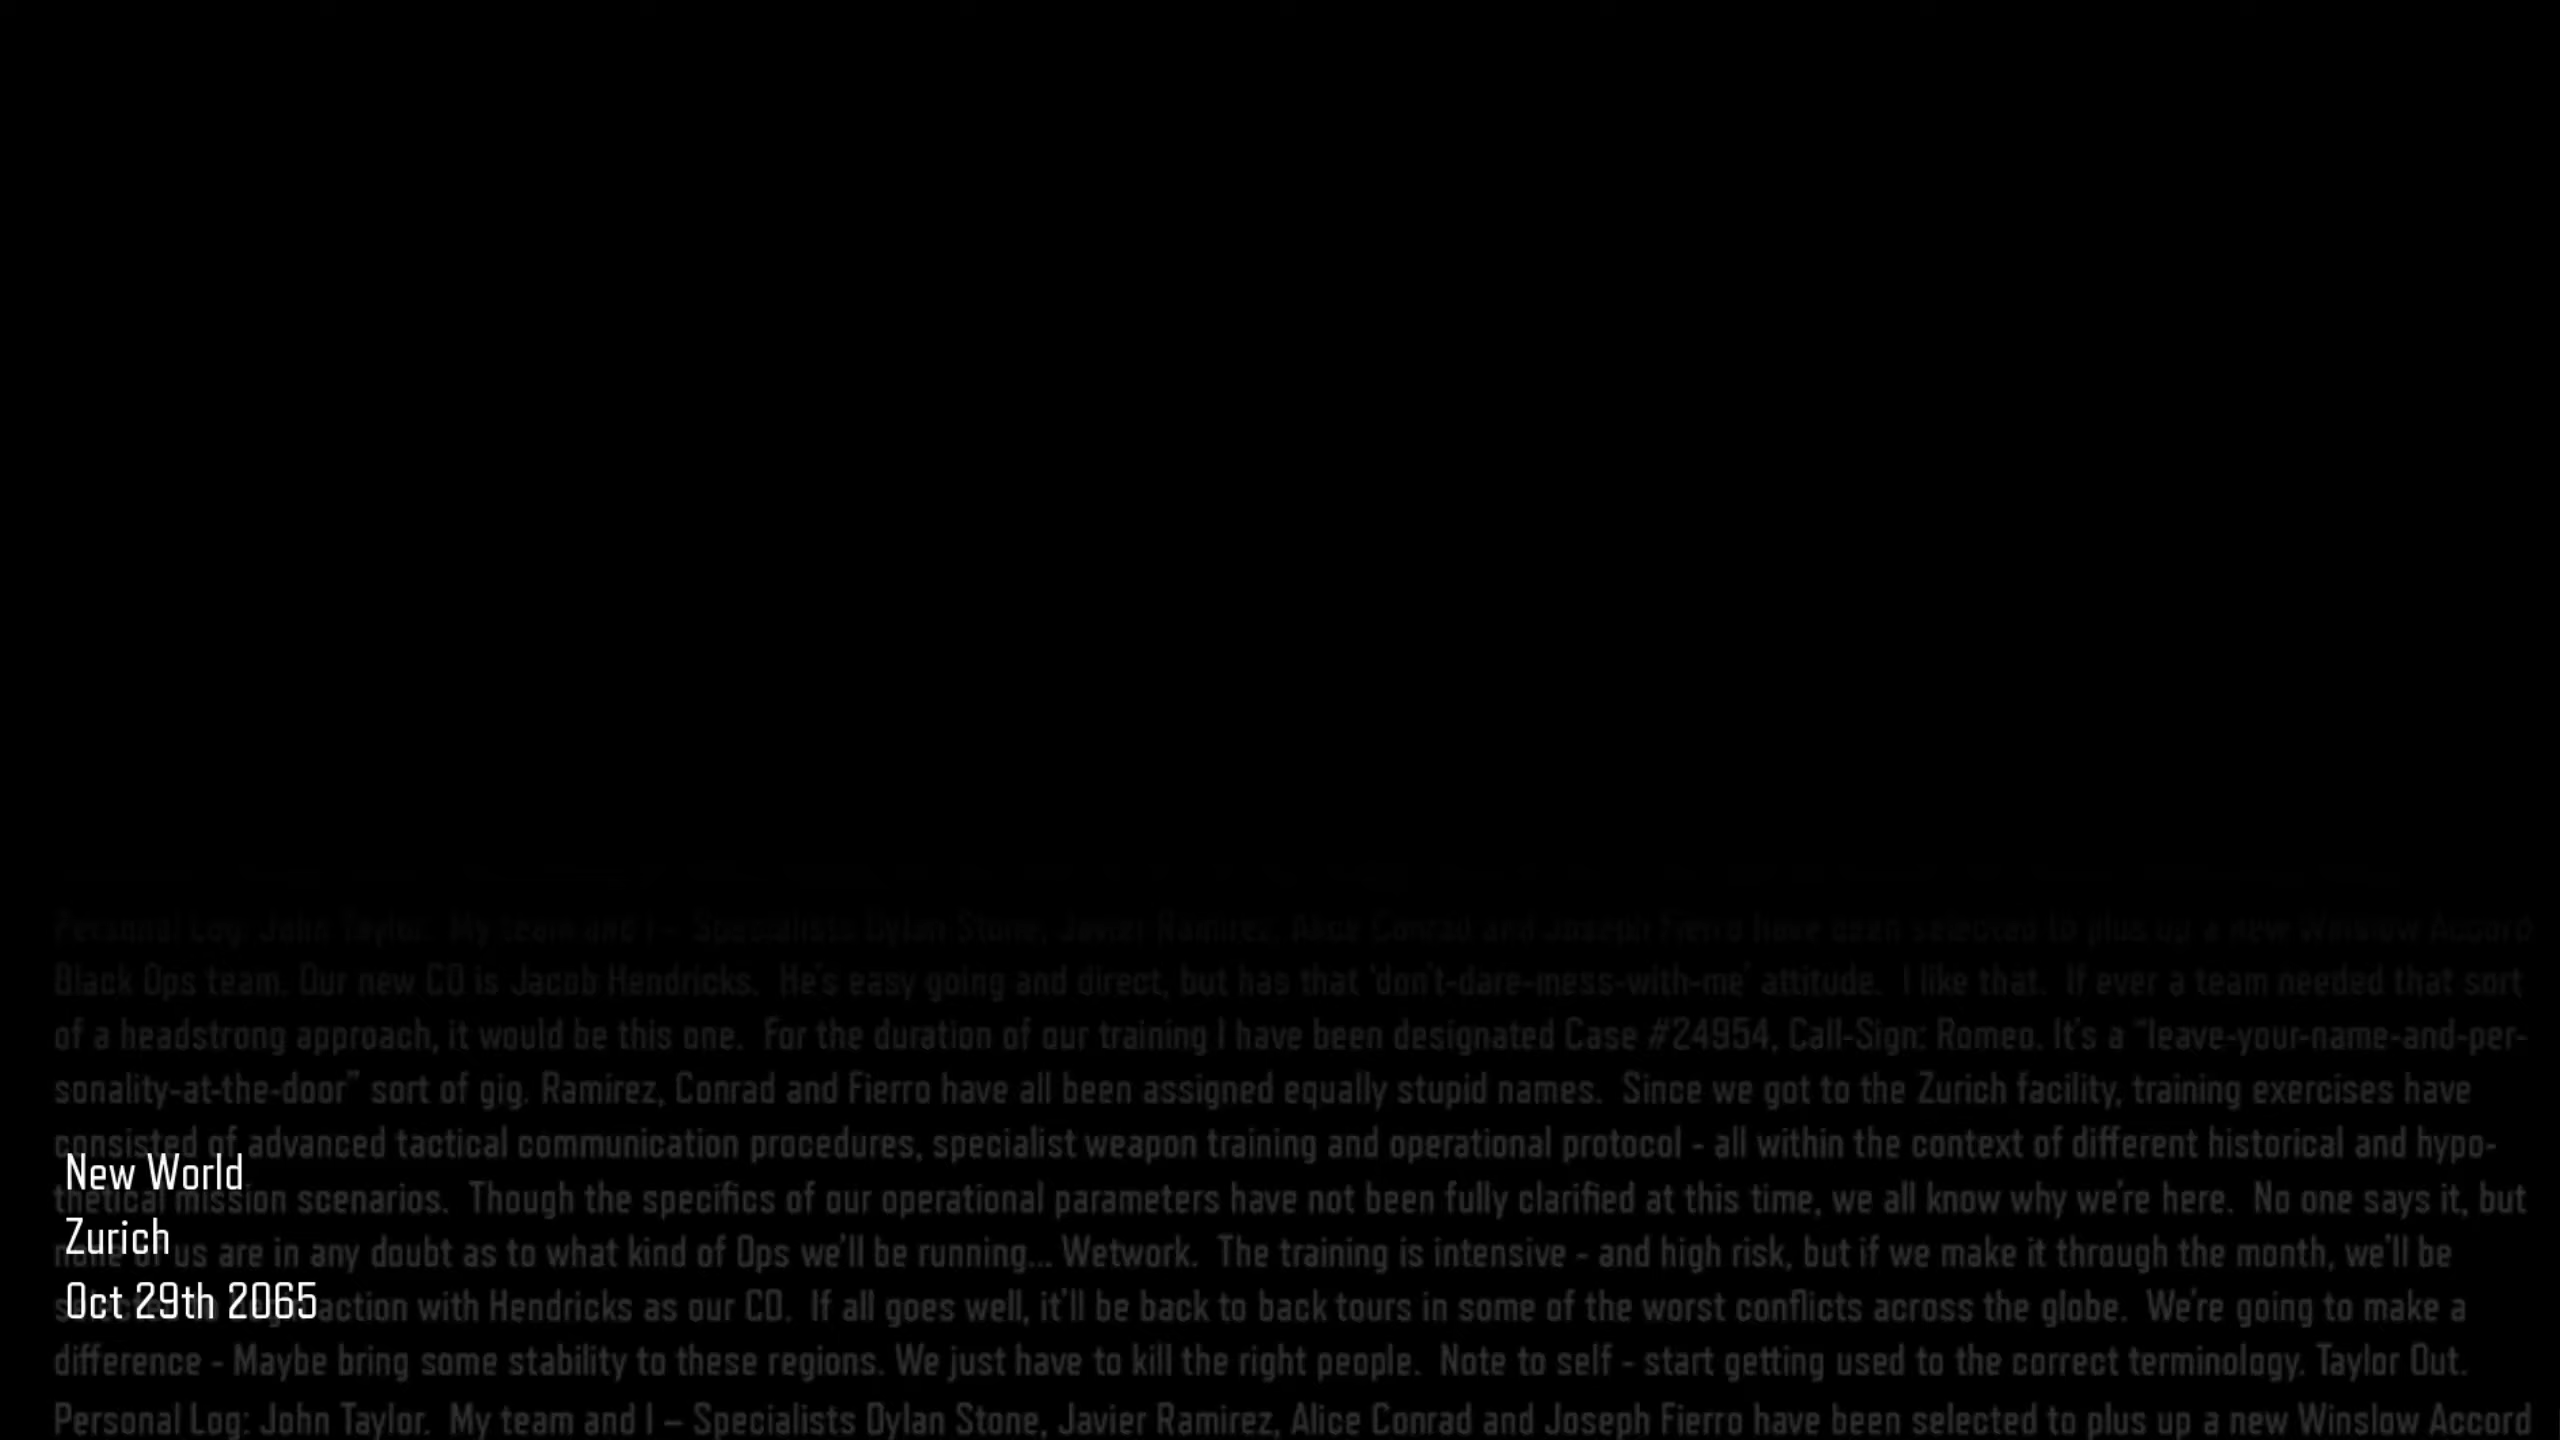 Personal Log: John Taylor.  My team and I – Specialists Dylan Stone, Javier Ramirez, Alice Conrad and Joseph Fierro have been selected to plus up a new Winslow Accord
Black Ops team. Our new CO is Jacob Hendricks.  He's easy going and direct, but has that 'don't-dare-mess-with-me' attitude.  I like that.  If ever a team needed that sort
of a headstrong approach, it would be this one.  For the duration of our training I have been designated Case #24954, Call-Sign: Romeo. It's a “leave-your-name-and-per-
sonality-at-the-door” sort of gig. Ramirez, Conrad and Fierro have all been assigned equally stupid names.  Since we got to the Zurich facility, training exercises have
consisted of advanced tactical communication procedures, specialist weapon training and operational protocol - all within the context of different historical and hypo-
New World
thetical mission scenarios.  Though the specifics of our operational parameters have not been fully clarified at this time, we all know why we're here.  No one says it, but
Zurich
none of us are in any doubt as to what kind of Ops we'll be running... Wetwork.  The training is intensive - and high risk, but if we make it through the month, we'll be
Oct 29th 2065
action with Hendricks as our CO.  If all goes well, it'll be back to back tours in some of the worst conflicts across the globe.  We're going to make a
difference - Maybe bring some stability to these regions. We just have to kill the right people.  Note to self - start getting used to the correct terminology. Taylor Out.
Personal Log: John Taylor.  My team and I – Specialists Dylan Stone, Javier Ramirez, Alice Conrad and Joseph Fierro have been selected to plus up a new Winslow Accord